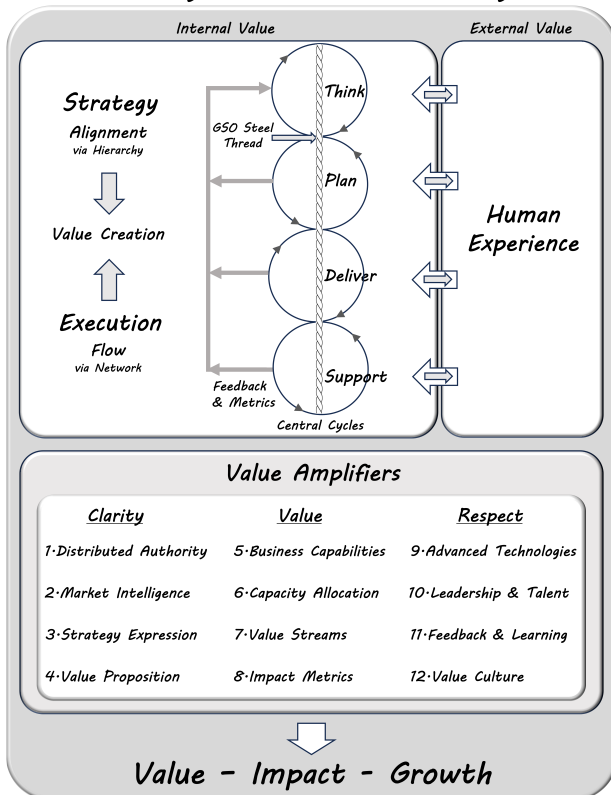 Internal Value
External Value
Strategy
Alignment
via Hierarchy
Value Creation
Execution
Flow
via Network
GSO Steel
Thread
Think
Plan
Deliver
Support
Feedback
& Metrics
Central Cycles
Human
Experience
Value Amplifiers
Clarity
1·Distributed Authority
2·Market Intelligence
3·Strategy Expression
4·Value Proposition
Value
5·Business Capabilities
6·Capacity Allocation
7·Value Streams
8·Impact Metrics
Respect
9·Advanced Technologies
10·Leadership & Talent
11·Feedback & Learning
12·Value Culture
Value – Impact - Growth